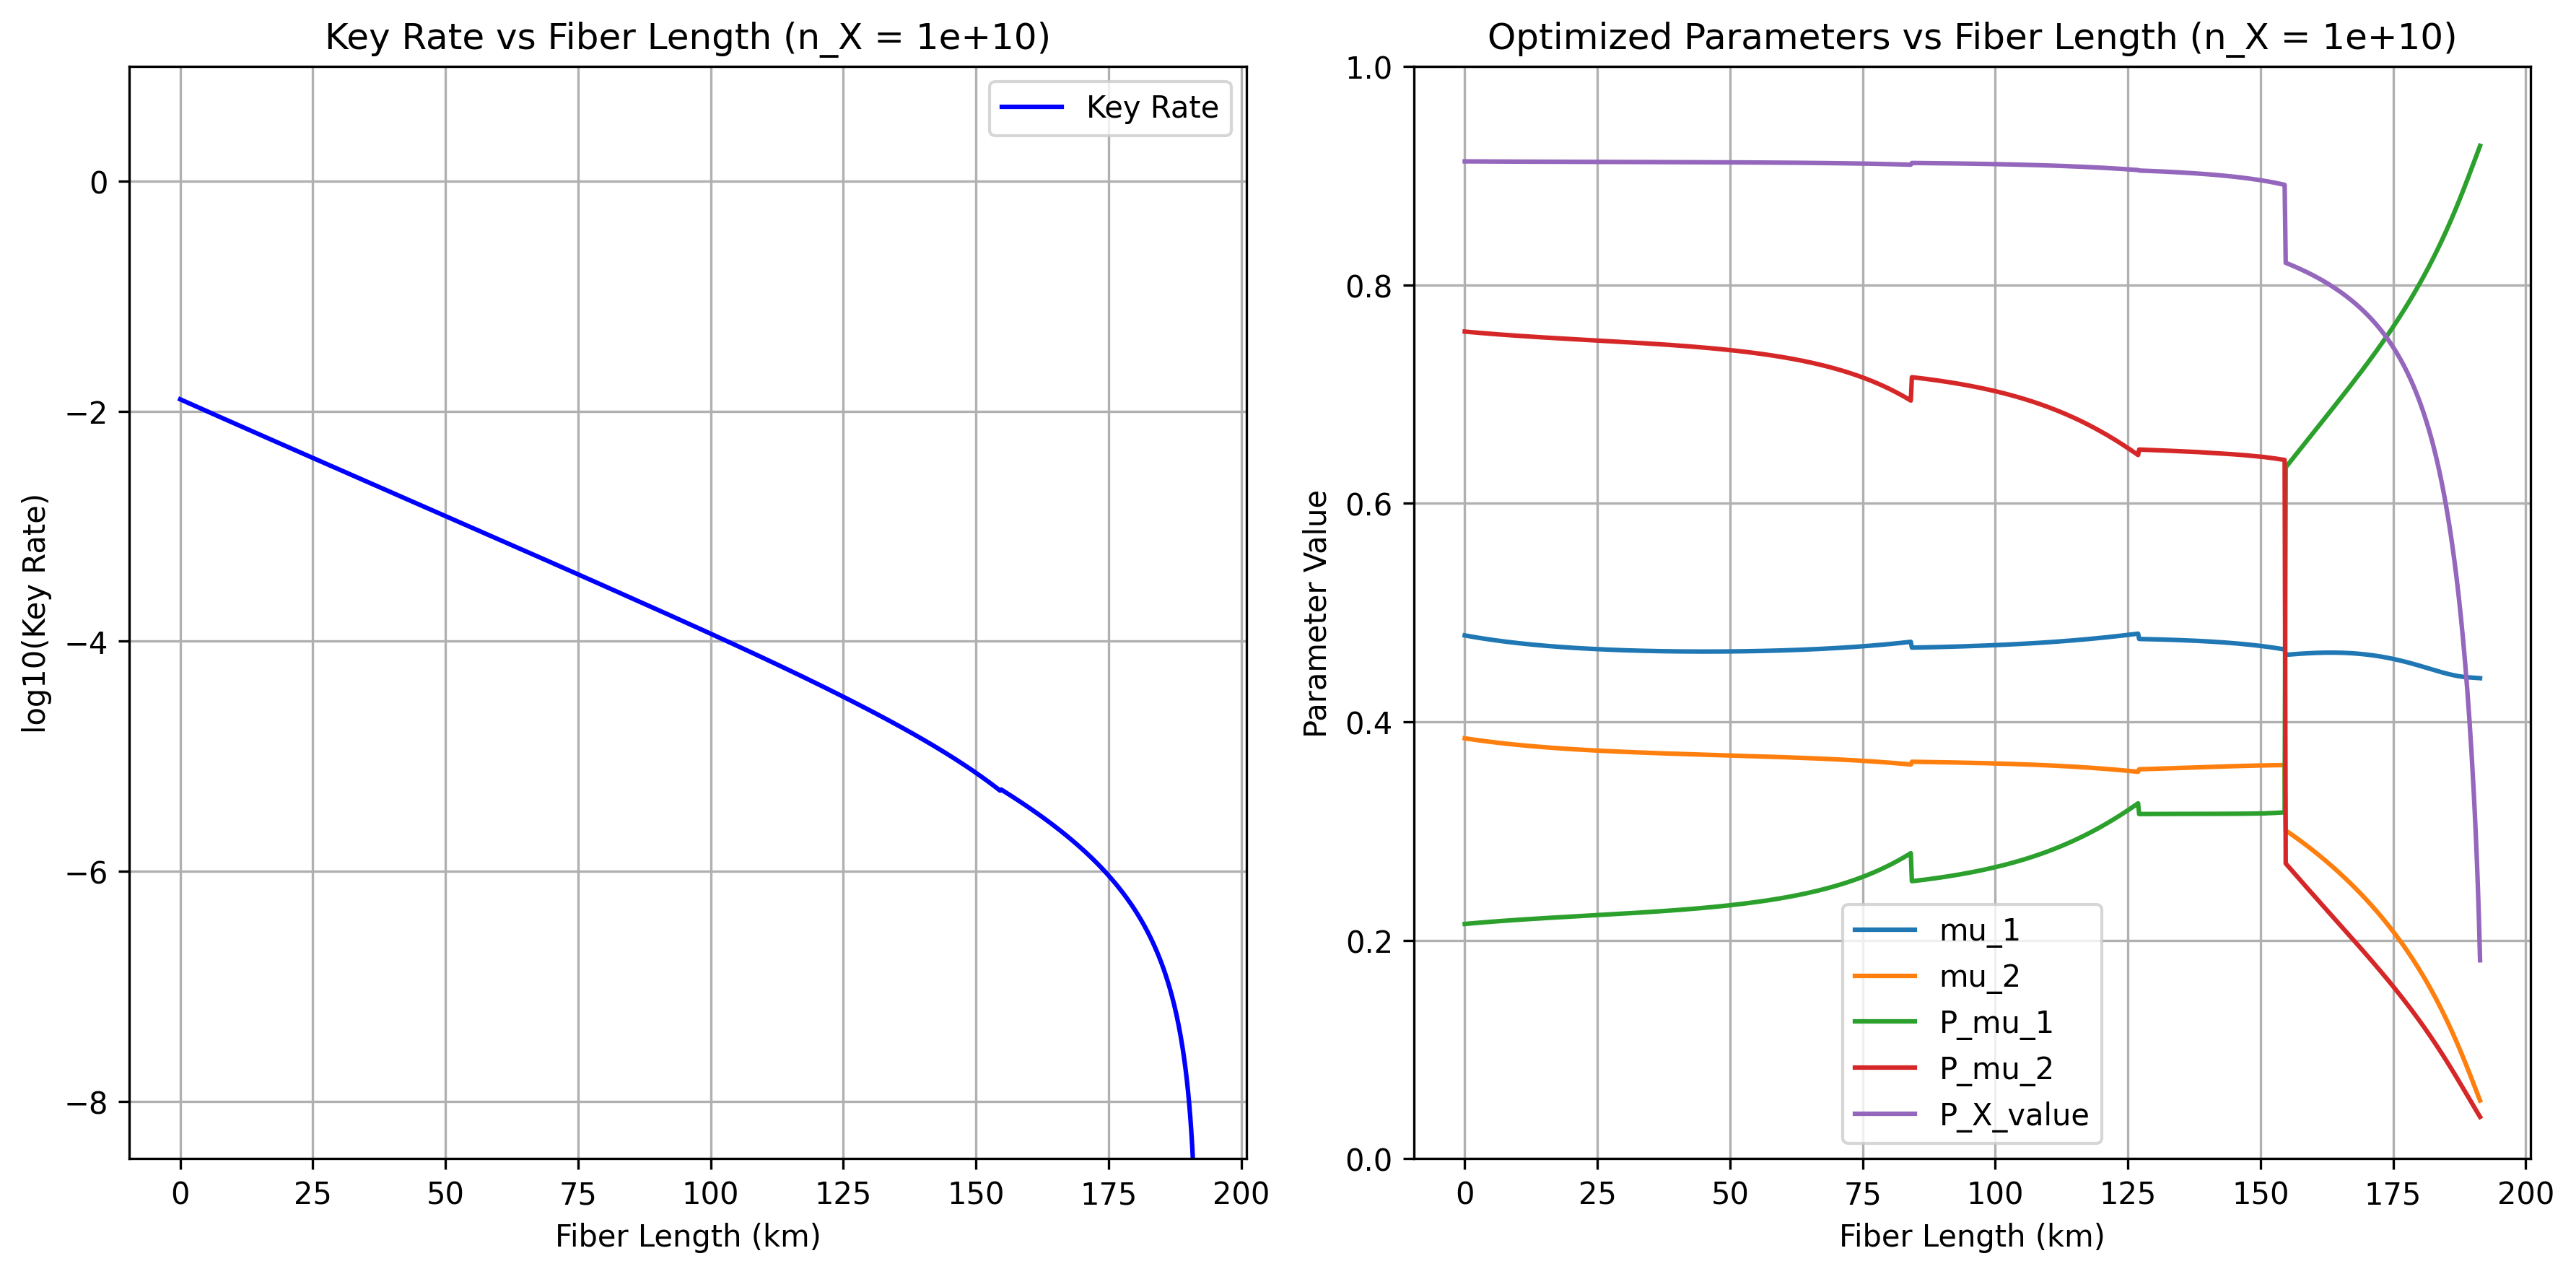 Key Rate vs Fiber Length (n_X = 1e+10)
Key Rate
log10(Key Rate)
0
−2
−4
−6
−8
0 25 50 75 100 125 150 175 200
Fiber Length (km)
Optimized Parameters vs Fiber Length (n_X = 1e+10)
Parameter Value
1.0
0.8
0.6
0.4
0.2
0.0
mu_1
mu_2
P_mu_1
P_mu_2
P_X_value
0 25 50 75 100 125 150 175 200
Fiber Length (km)